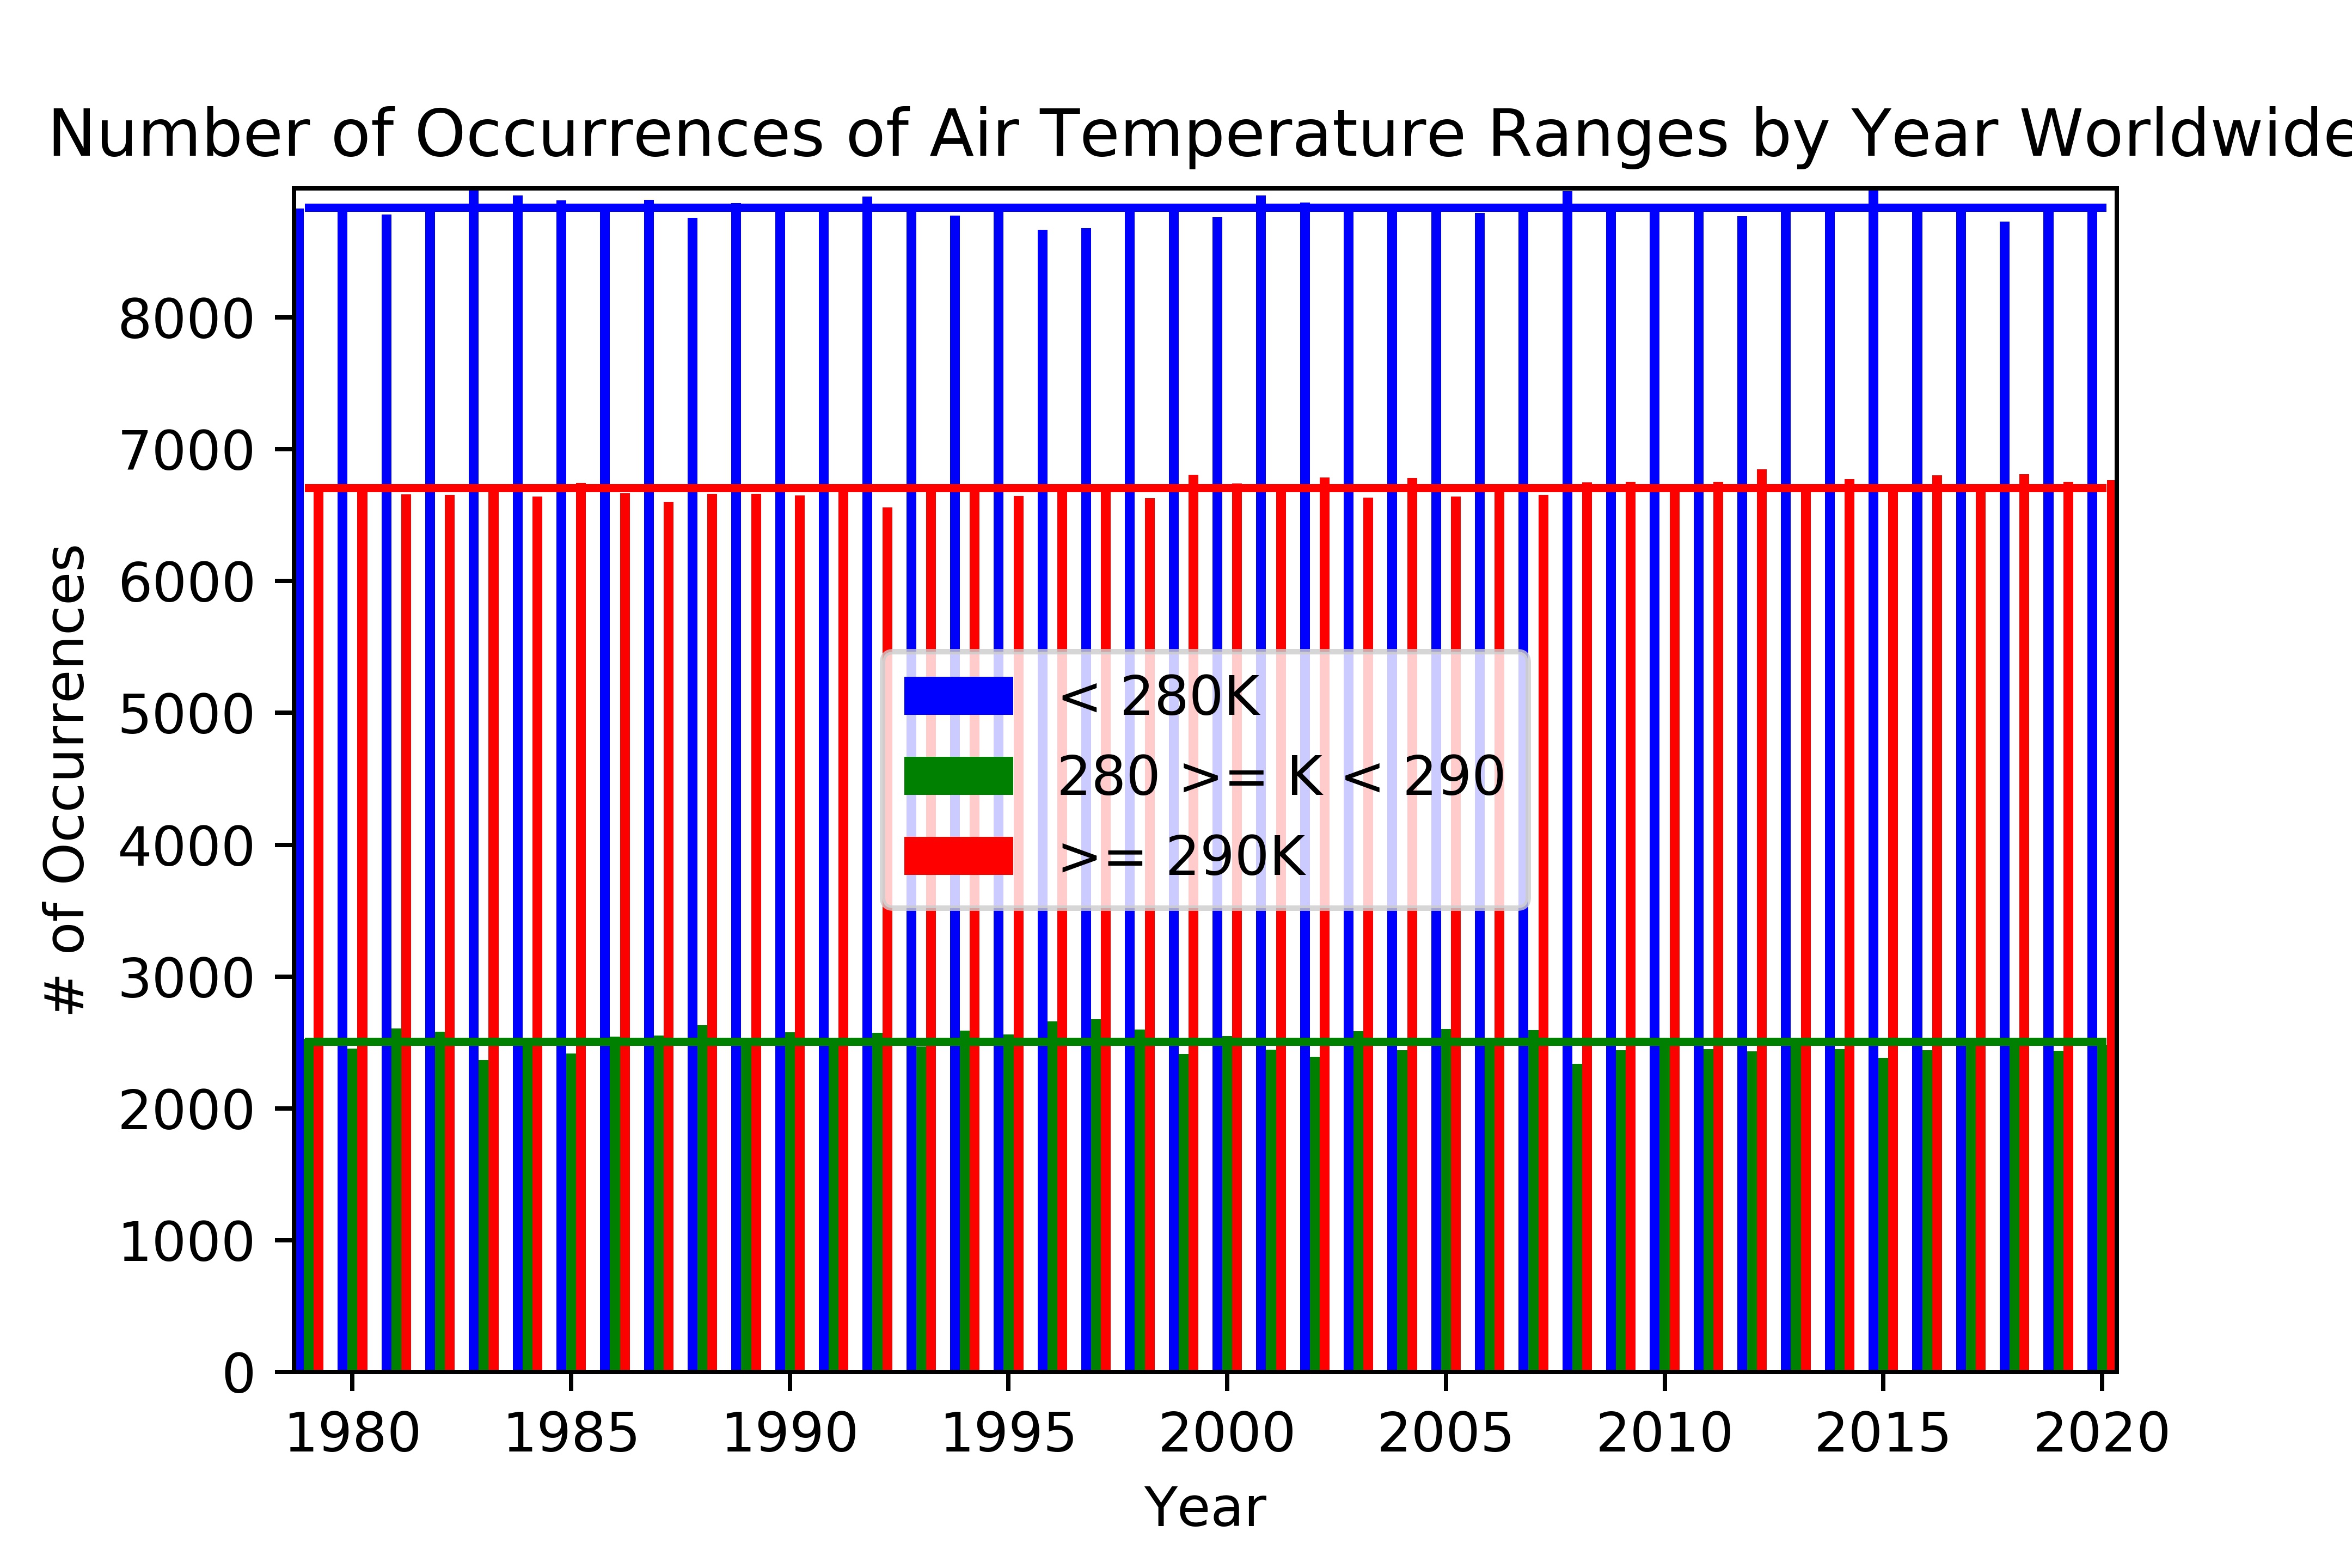 Number of Occurrences of Air Temperature Ranges by Year Worldwide
8000
7000
6000
5000
4000
3000
2000
1000
0
# of Occurrences
< 280K
280 >= K < 290
>= 290K
1980 1985 1990 1995 2000 2005 2010 2015 2020
Year